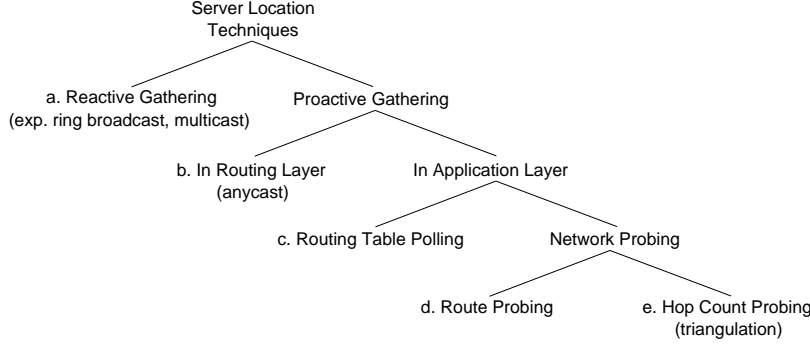 Server Location
Techniques
a. Reactive Gathering
(exp. ring broadcast, multicast)
Proactive Gathering
b. In Routing Layer
(anycast)
In Application Layer
c. Routing Table Polling
Network Probing
d. Route Probing
e. Hop Count Probing
(triangulation)